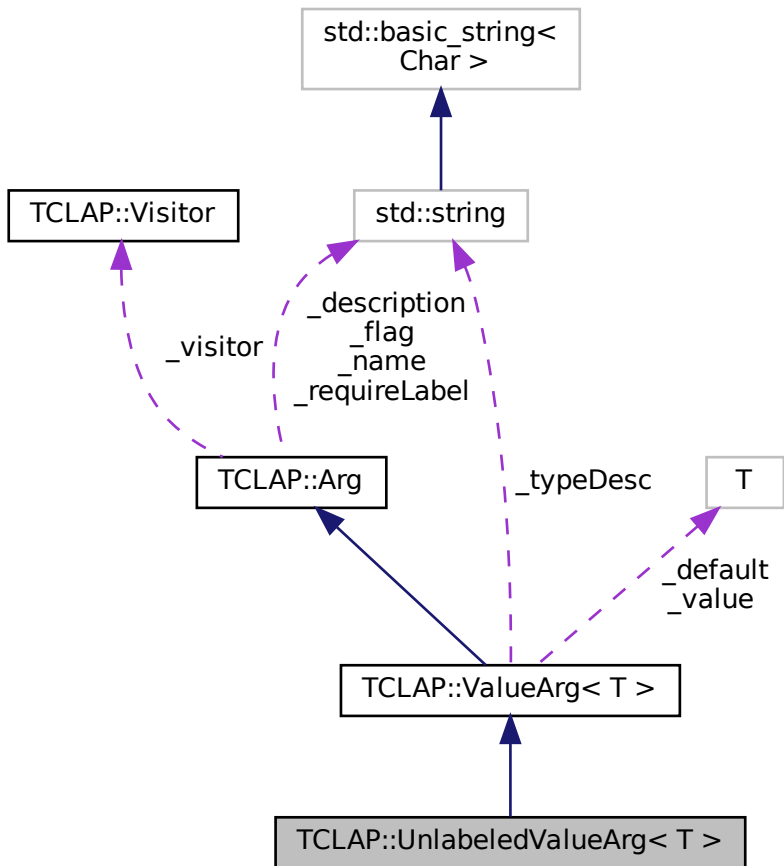 std::basic_string<
Char >
TCLAP::Visitor
std::string
_description
_flag
_name
_requireLabel
_visitor
TCLAP::Arg
_typeDesc
T
_default
_value
TCLAP::ValueArg< T >
TCLAP::UnlabeledValueArg< T >